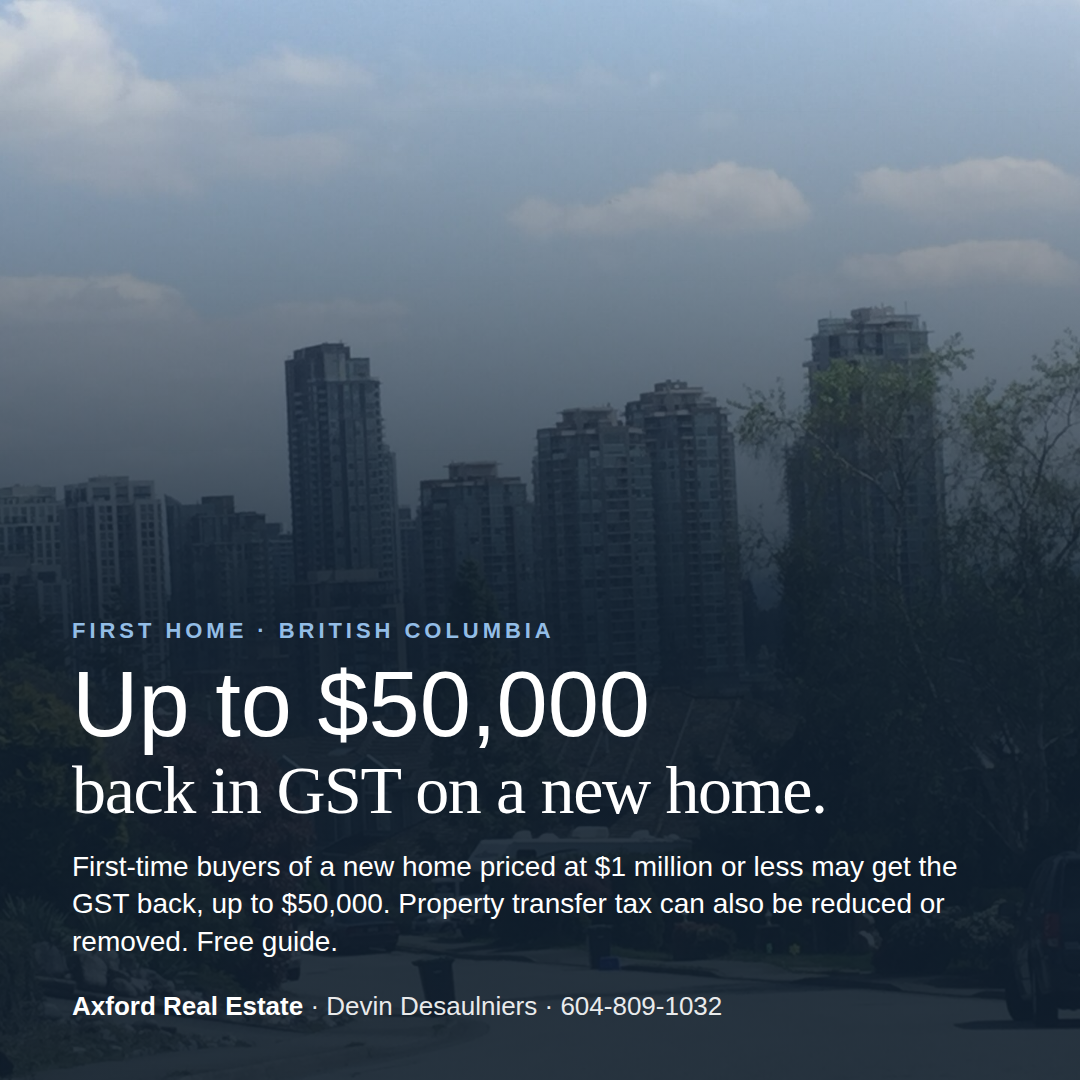 FIRST HOME · BRITISH COLUMBIA
Up to $50,000
back in GST on a new home.
First-time buyers of a new home priced at $1 million or less may get the
GST back, up to $50,000. Property transfer tax can also be reduced or
removed. Free guide.
Axford Real Estate · Devin Desaulniers · 604-809-1032